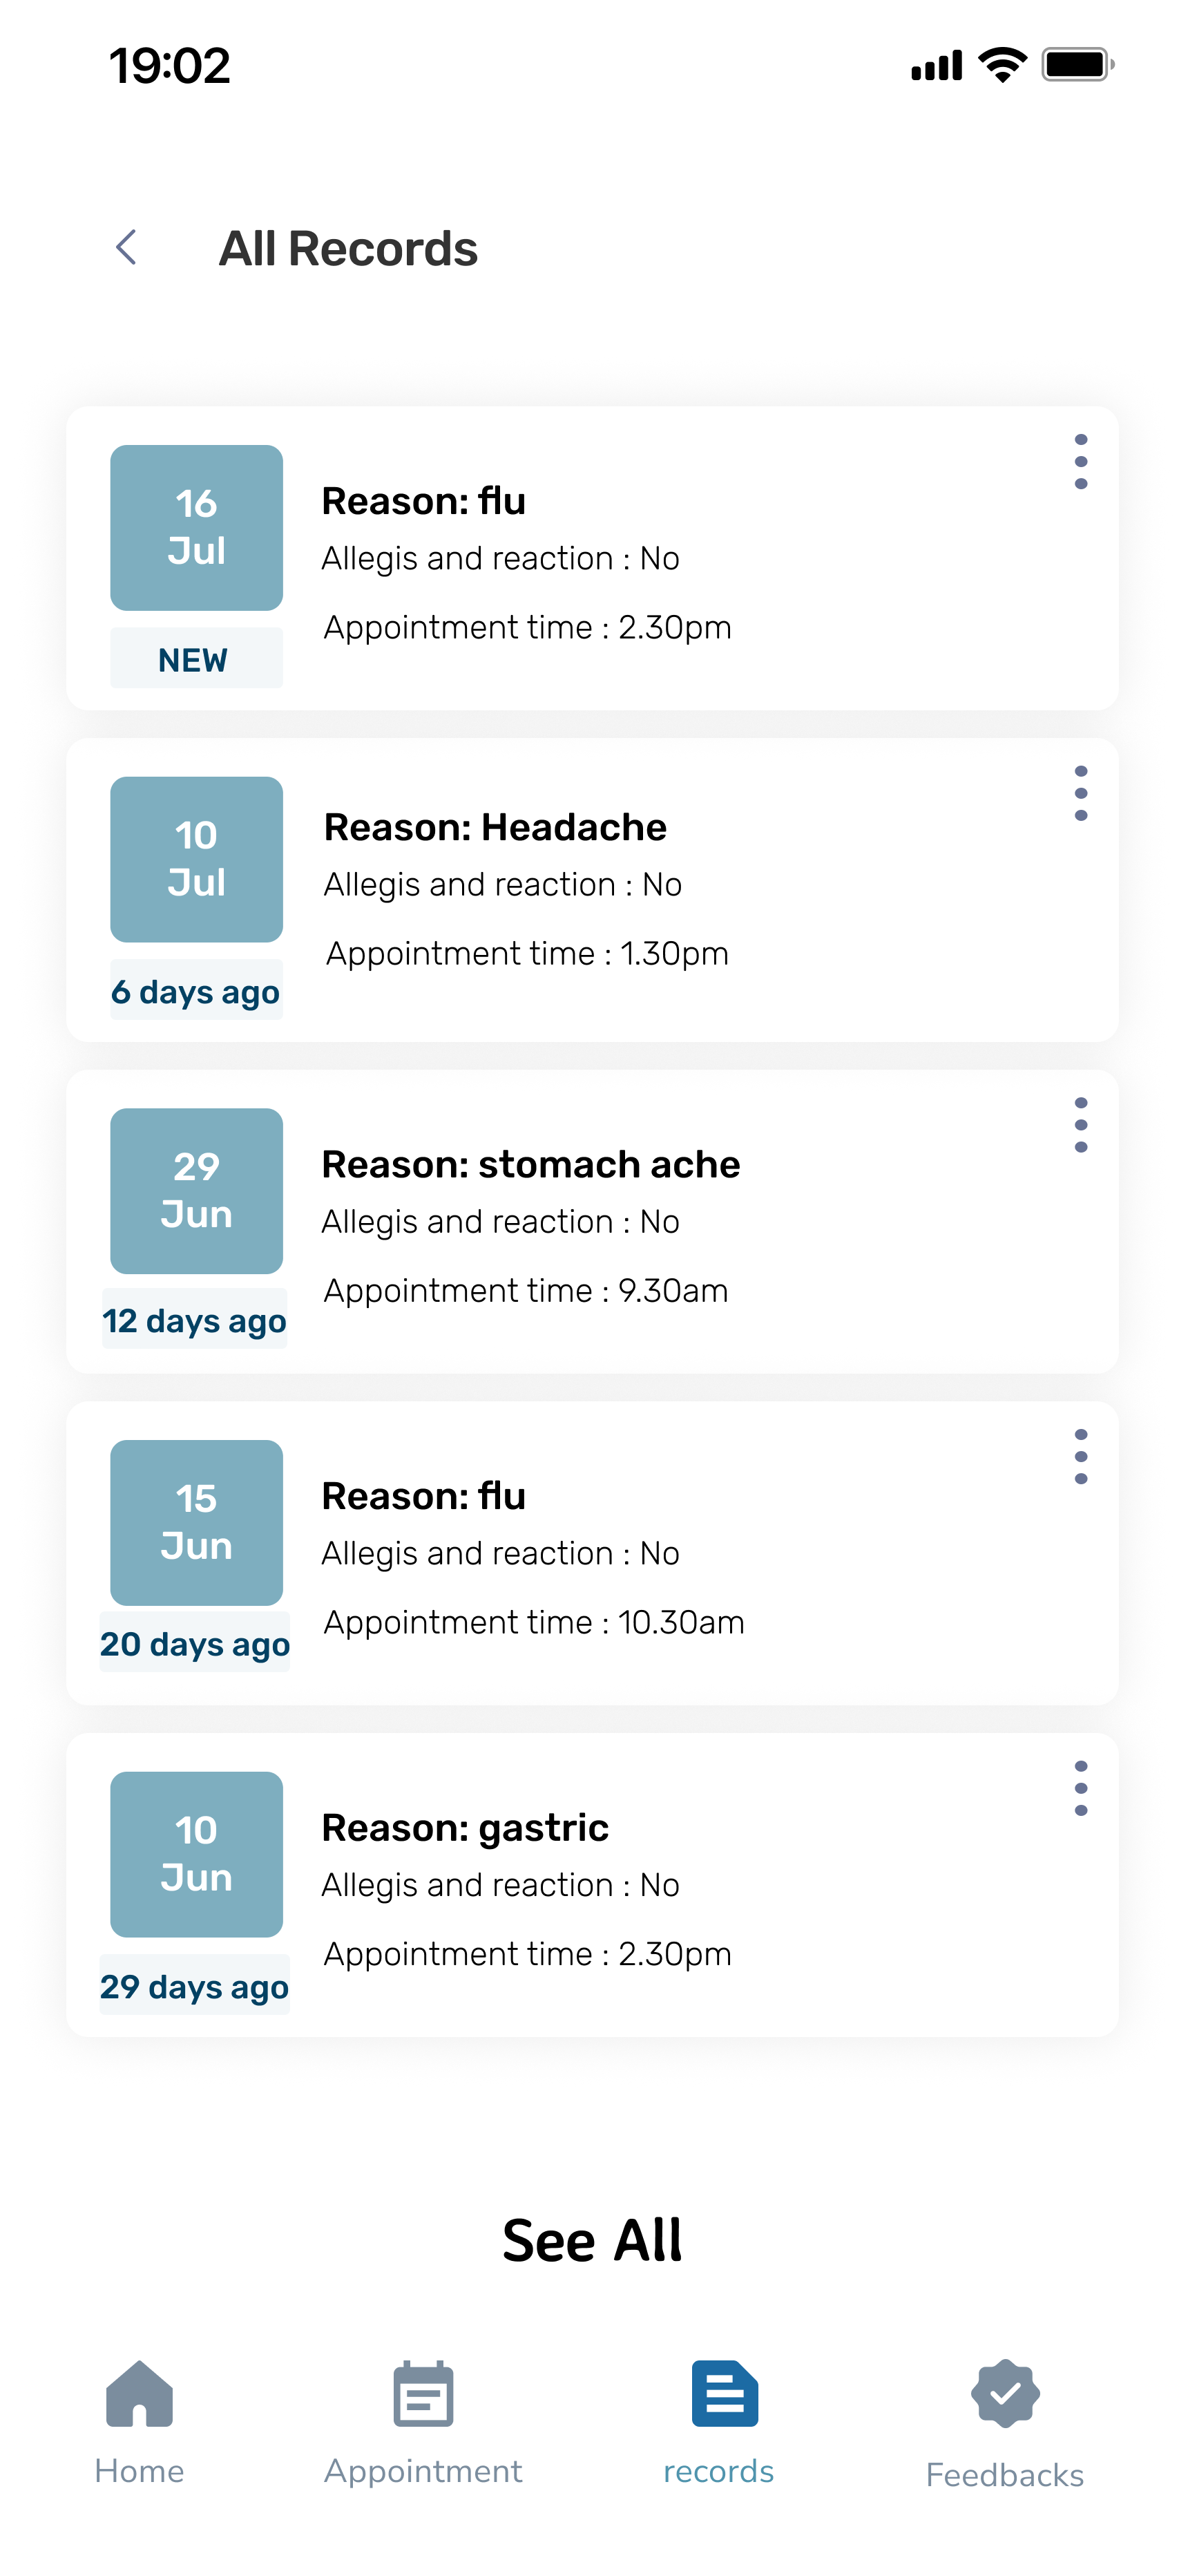 19:02
All Records
16
Jul
NEW
Reason: flu
Allegis and reaction : No
Appointment time : 2.30pm
10
Jul
6 days ago
Reason: Headache
Allegis and reaction : No
Appointment time : 1.30pm
29
Jun
12 days ago
Reason: stomach ache
Allegis and reaction : No
Appointment time : 9.30am
15
Jun
20 days ago
Reason: flu
Allegis and reaction : No
Appointment time : 10.30am
10
Jun
29 days ago
Reason: gastric
Allegis and reaction : No
Appointment time : 2.30pm
See All
Home
Appointment
records
Feedbacks